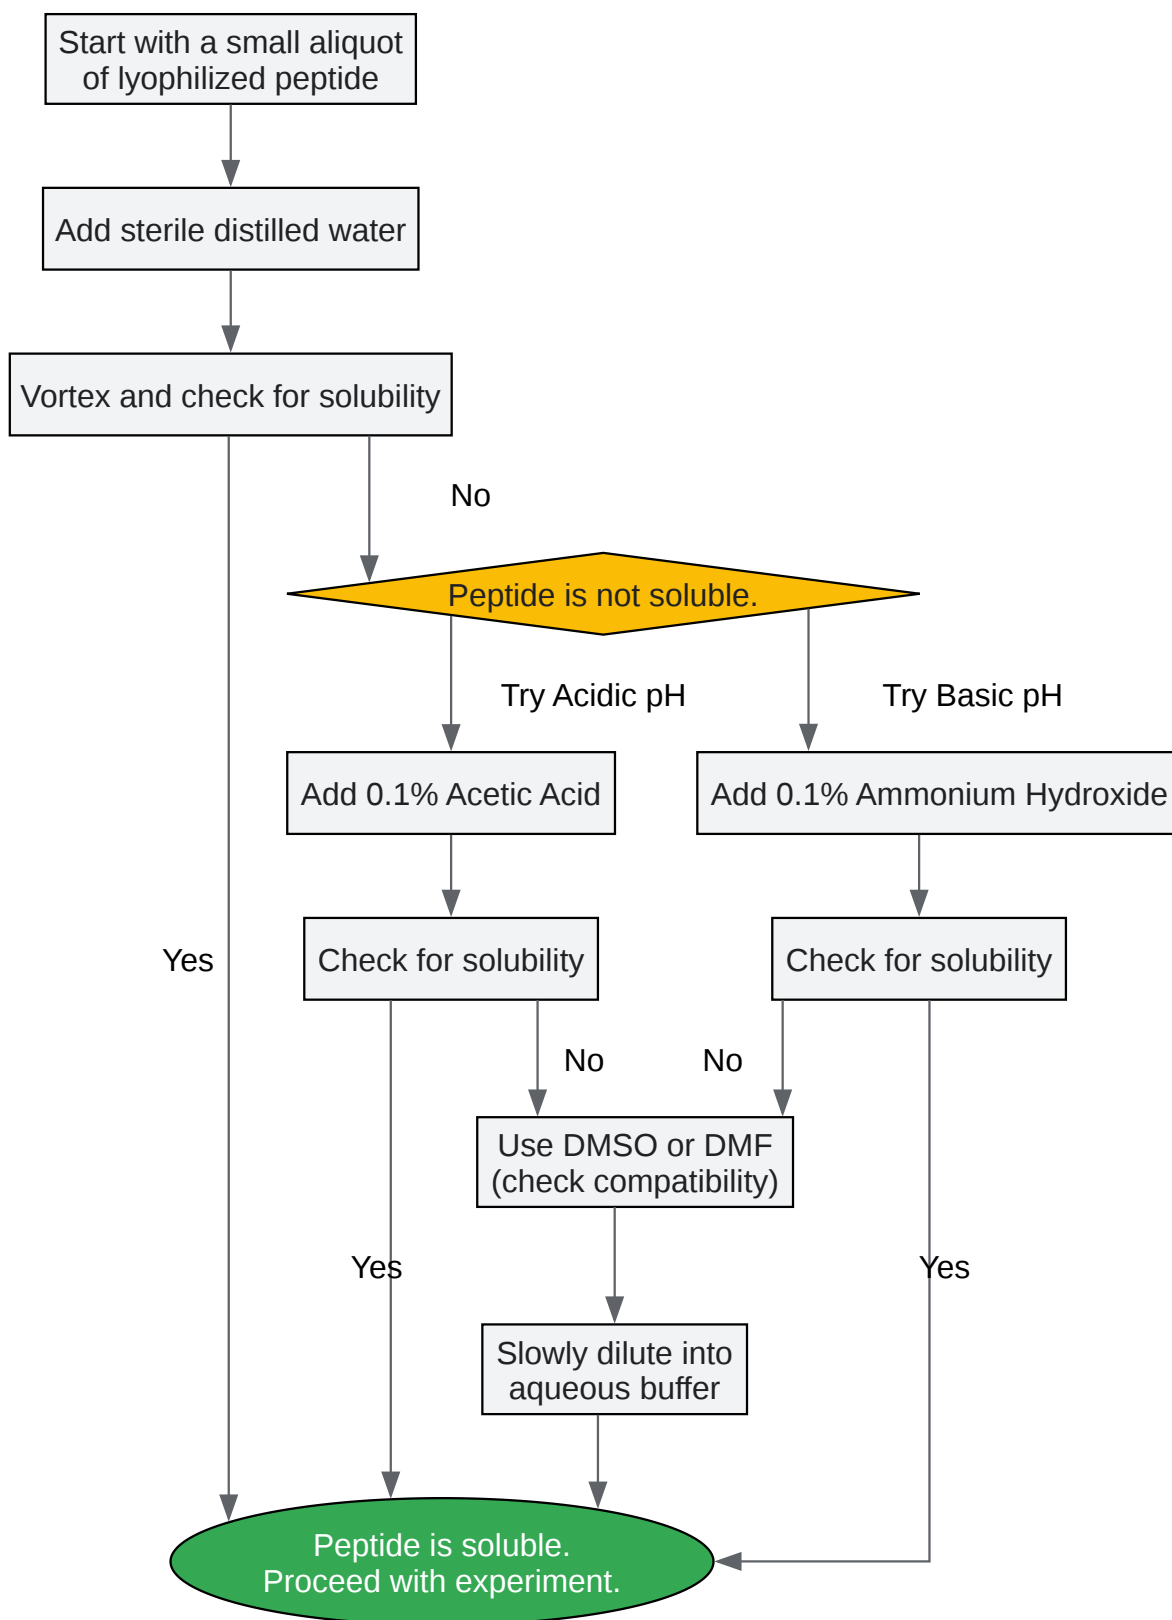 Start with a small aliquot
of lyophilized peptide
Add sterile distilled water
Vortex and check for solubility
No
Peptide is not soluble.
Try Acidic pH
Try Basic pH
Add 0.1% Acetic Acid
Add 0.1% Ammonium Hydroxide
Yes
Check for solubility
Check for solubility
No
No
Use DMSO or DMF
(check compatibility)
Yes
Yes
Slowly dilute into
aqueous buffer
Peptide is soluble.
Proceed with experiment.